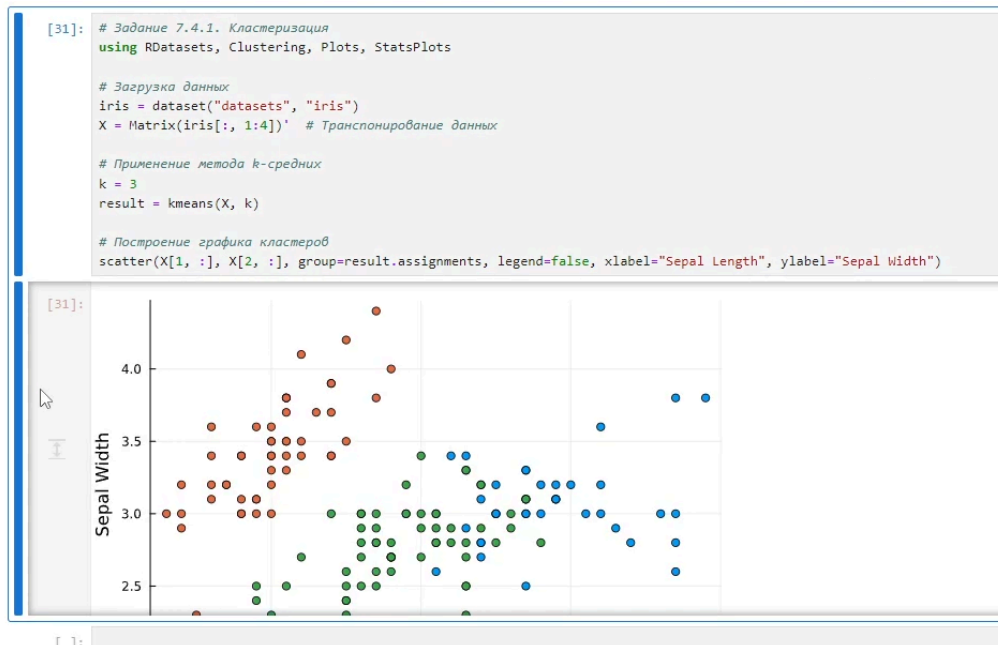 [31]: # Задание 7.4.1. Кластеризация
using RDatasets, Clustering, Plots, StatsPlots
# Загрузка данных
iris = dataset("datasets", "iris")
X = Matrix(iris[:, 1:4])' # Транспонирование данных
# Применение метода k-средних
k = 3
result = kmeans(X, k)
# Построение графика кластеров
scatter(X[1, :], X[2, :], group=result.assignments, legend=false, xlabel="Sepal Length", ylabel="Sepal Width")
[31]:
4.0
3.5
Sepal Width
3.0
2.5
[ ]: